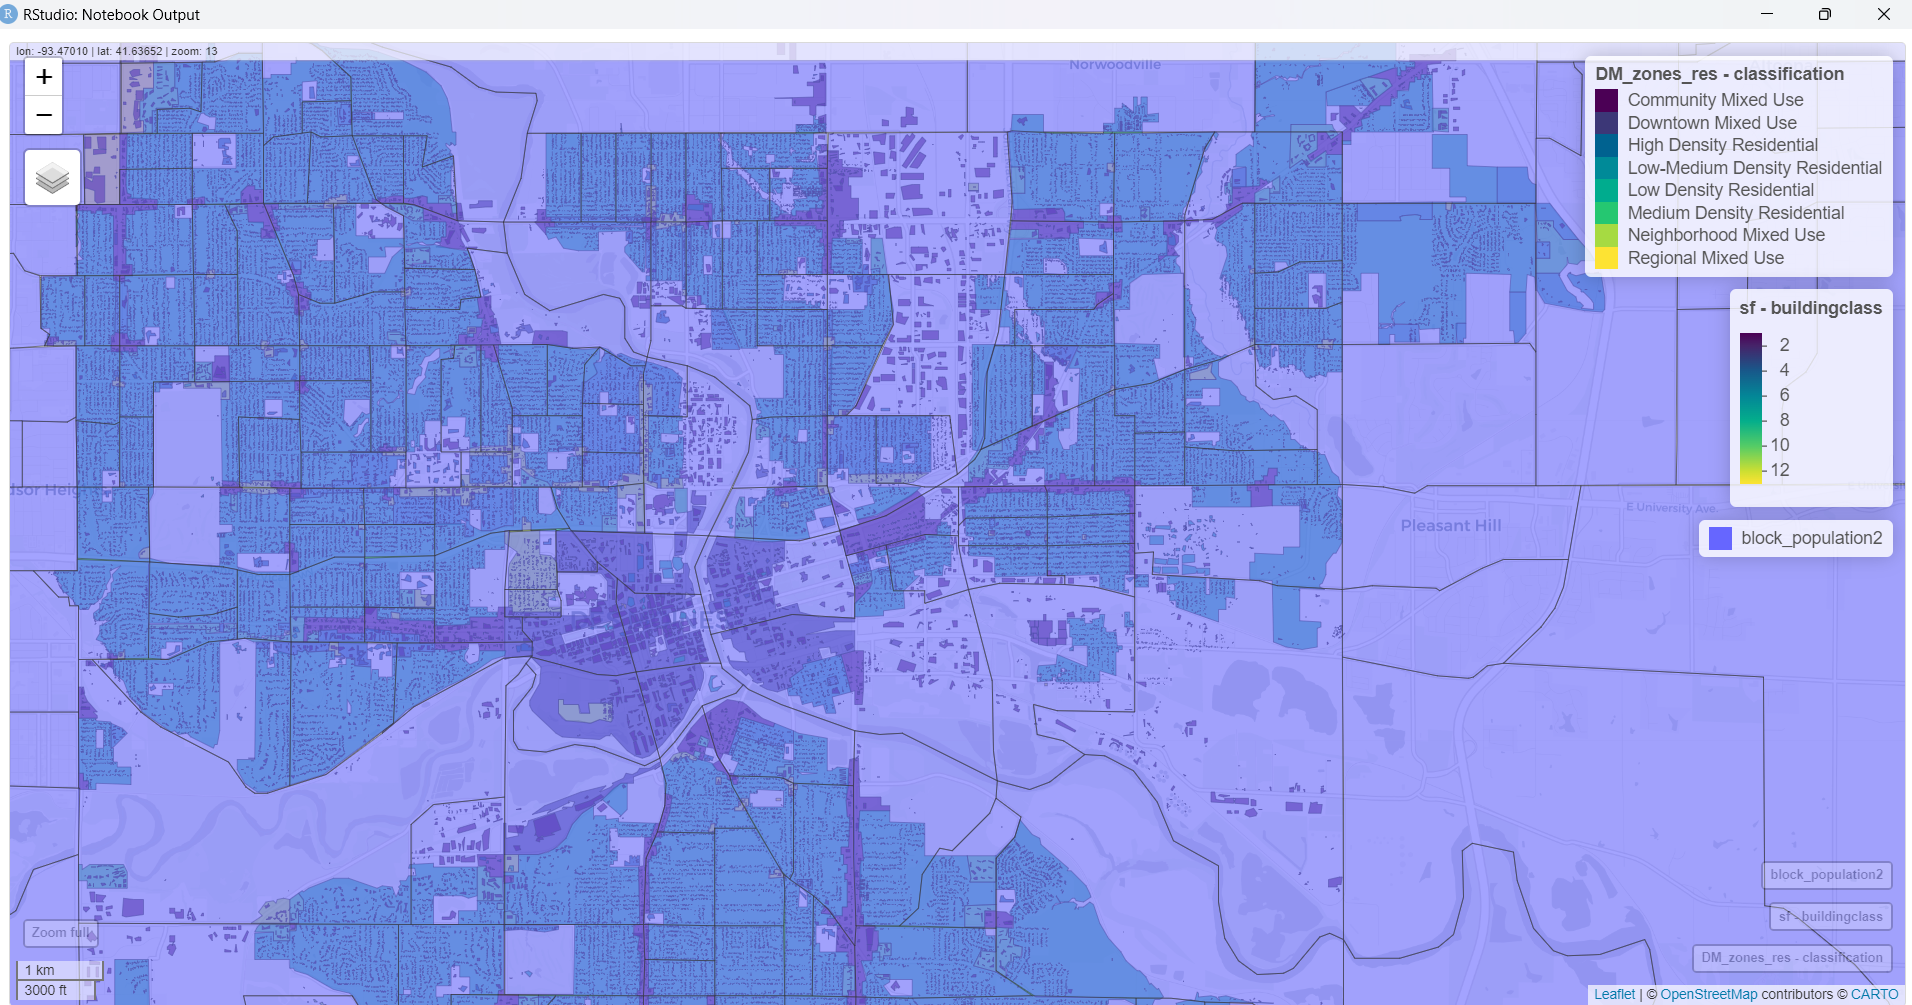 RStudio: Notebook Output
lon: -93.47010 | lat: 41.63652 | zoom: 13
+
−
Norwoodville
DM_zones_res - classification
Community Mixed Use
Downtown Mixed Use
High Density Residential
Low-Medium Density Residential
Low Density Residential
Medium Density Residential
Neighborhood Mixed Use
Regional Mixed Use
sf - buildingclass
2
4
6
8
10
12
dsor Heig
E University Ave.
Pleasant Hill
block_population2
block_population2
sf - buildingclass
Zoom full
DM_zones_res - classification
1 km
3000 ft
Leaflet | © OpenStreetMap contributors © CARTO